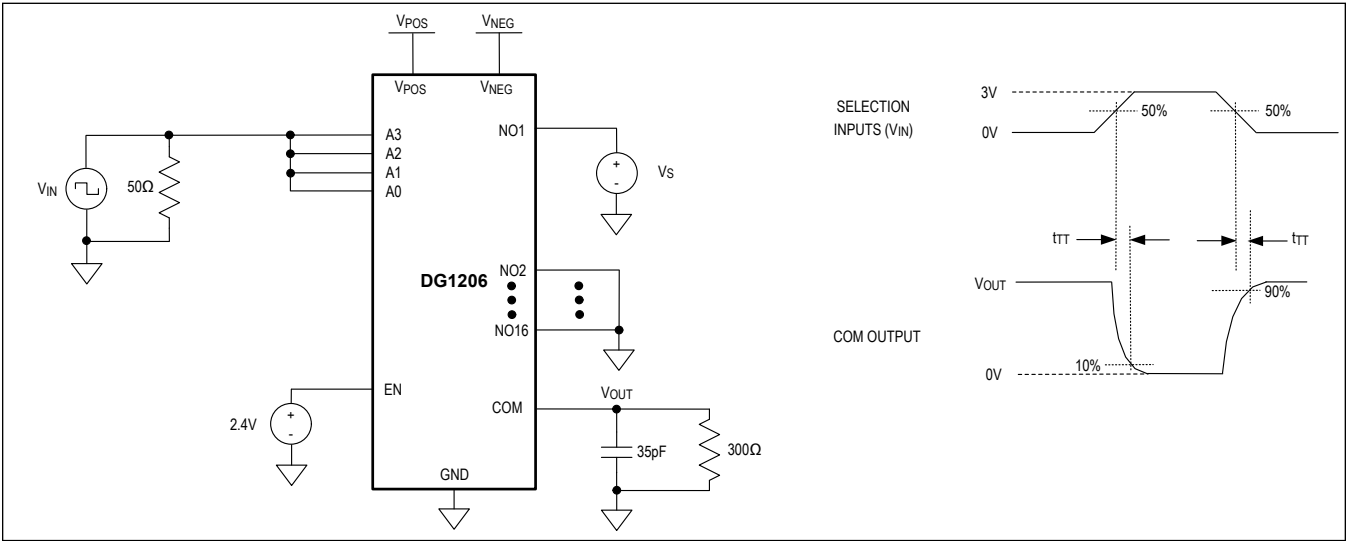 VPOS VNEG
VPOS VNEG
A3
A2
A1
A0
NO1
VIN
50Ω
VS
DG1206
NO2
NO16
EN
2.4V
+
-
+
-
COM
VOUT
35pF
300Ω
GND
SELECTION
INPUTS (VIN)
3V
0V
50%
50%
tTT
tTT
VOUT
90%
COM OUTPUT
10%
0V